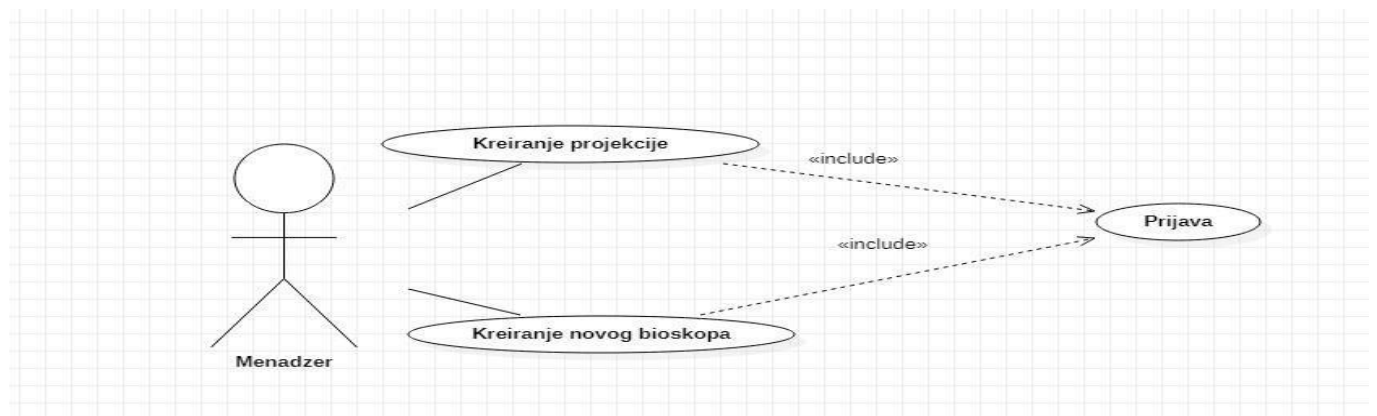 Kreiranje projekcije
«include»
Prijava
«include»
Kreiranje novog bioskopa
Menadzer